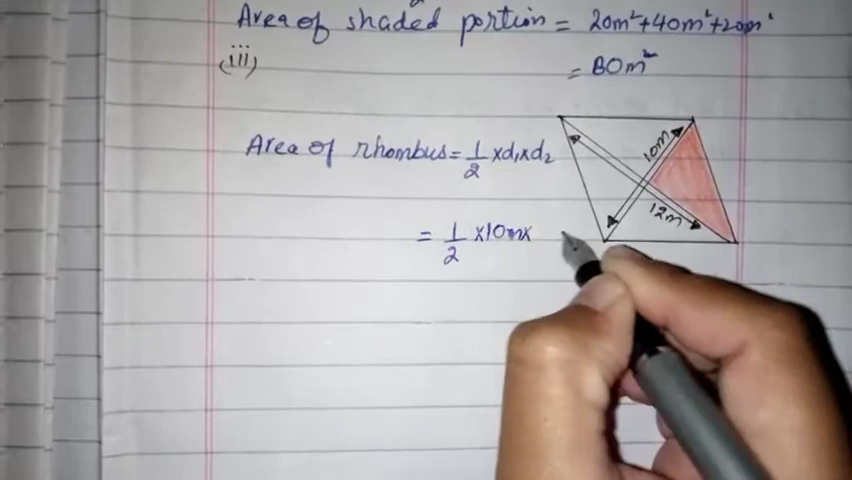 Area of shaded portion = 20m²+40m²+20m²
(iii) = 80m²
Area of rhombus = 1/2 x d₁ x d₂
10m
12m
= 1/2 x 10m x